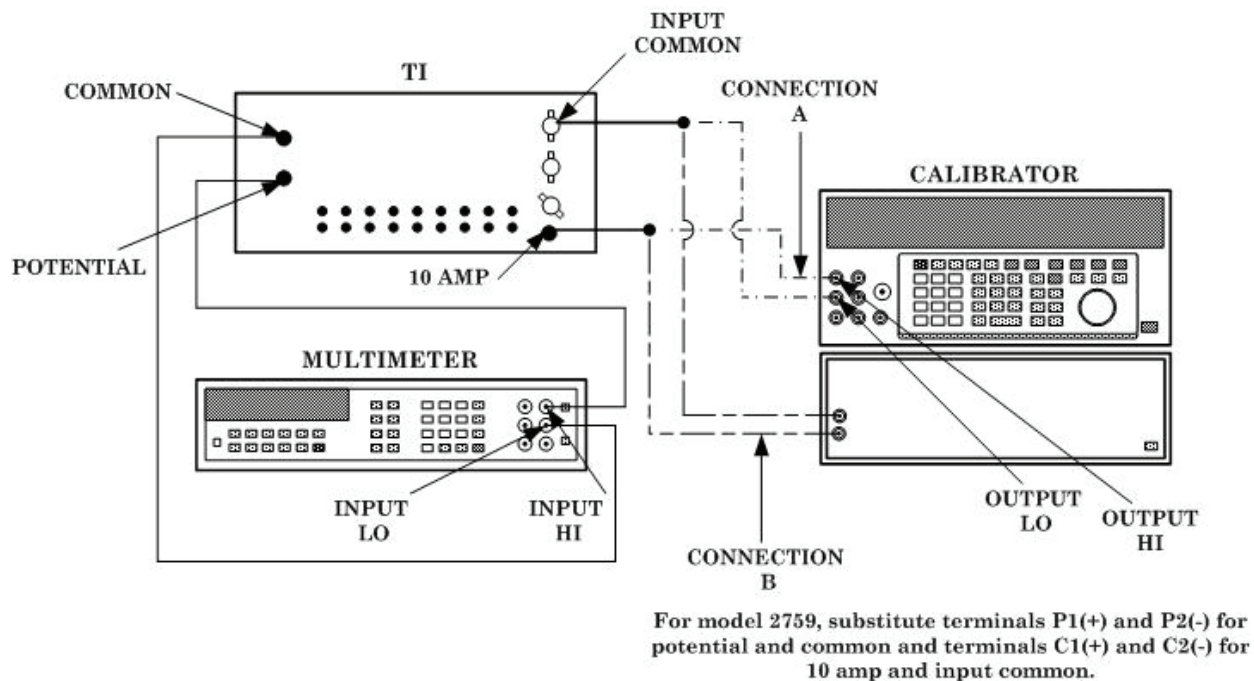 INPUT
COMMON
TI
COMMON
CONNECTION
A
CALIBRATOR
POTENTIAL
10 AMP
MULTIMETER
INPUT
LO
INPUT
HI
OUTPUT
LO
OUTPUT
HI
CONNECTION
B
For model 2759, substitute terminals P1(+) and P2(-) for
potential and common and terminals C1(+) and C2(-) for
10 amp and input common.